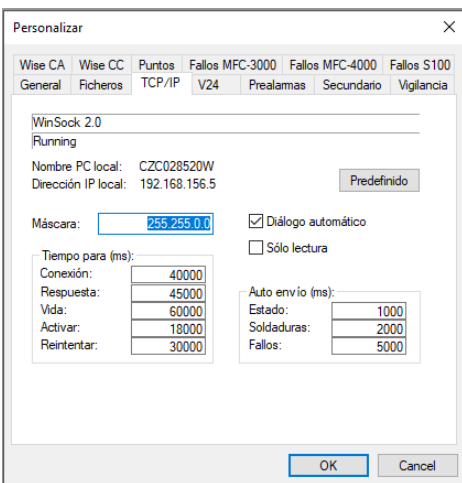 Personalizar
Wise CA Wise CC Puntos Fallos MFC-3000 Fallos MFC-4000 Fallos S100
General Ficheros TCP/IP V24 Prealarmas Secundario Vigilancia
WinSock 2.0
Running
Nombre PC local: CZC028520W
Dirección IP local: 192.168.156.5
Predefinido
Máscara: 255.255.0.0
Diálogo automático
Sólo lectura
Tiempo para (ms):
Conexión: 40000
Respuesta: 45000
Vida: 60000
Activar: 18000
Reintentar: 30000
Auto envío (ms):
Estado: 1000
Soldaduras: 2000
Fallos: 5000
OK Cancel